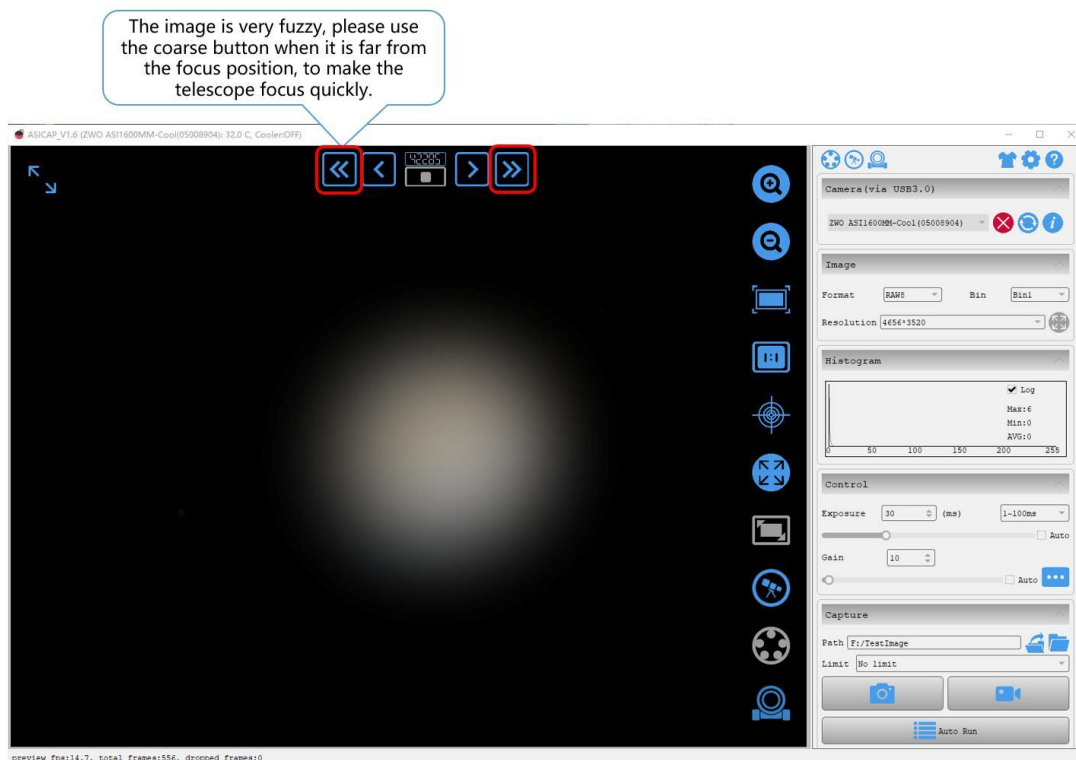 The image is very fuzzy, please use
the coarse button when it is far from
the focus position, to make the
telescope focus quickly.
ASICAP_V1.6 (ZWO ASI1600MM-Cool(05008904): 32.0 C, Cooler:OFF)
Camera(via USB3.0)
ZWO ASI1600MM-Cool(05008904)
Image
Format RAW8 Bin Bin1
Resolution 4656*3520
1:1
Histogram
Log
Max:6
Min:0
AVG:0
0 50 100 150 200 255
Control
Exposure 30 (ms) 1~100ms
Auto
Gain 10
Auto
Capture
Path F:/TestImage
Limit No limit
Auto Run
preview fps:14.7, total frames:556, dropped frames:0